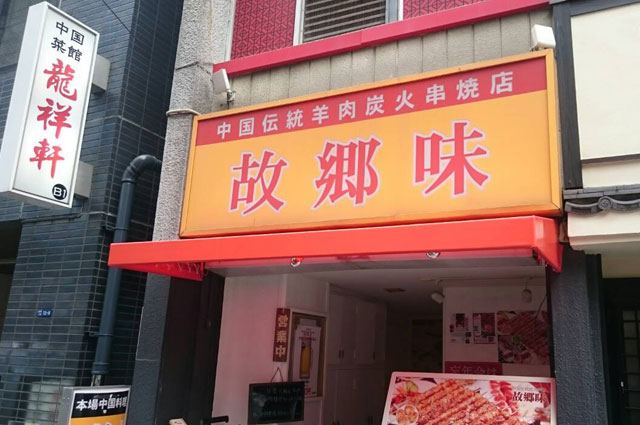 中国
菜館
龍祥軒
B1
中国伝統羊肉炭火串焼店
故郷味
営業中
本場中国料理
故郷味